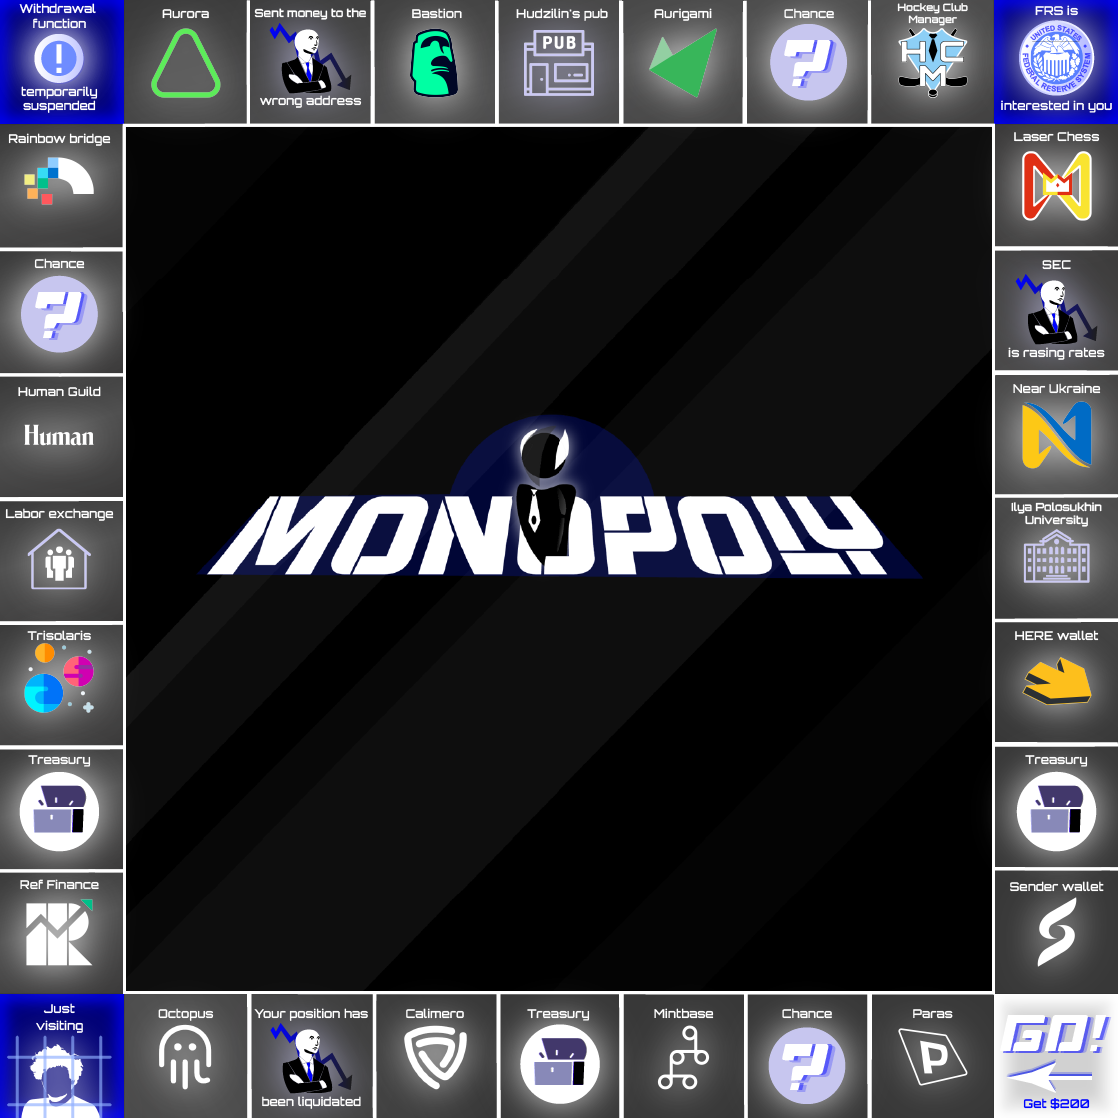 Withdrawal
function
!
temporarily
suspended
Aurora
Sent money to the
wrong address
Bastion
Hudzilin's pub
PUB
Aurigami
Chance
?
Hockey Club
Manager
H C
M
FRS is
UNITED STATES
FEDERAL RESERVE SYSTEM
interested in you
Rainbow bridge
Laser Chess
Chance
?
SEC
is rasing rates
Human Guild
Human
Near Ukraine
MONOPOLY
Labor exchange
Ilya Polosukhin
University
Trisolaris
HERE wallet
Treasury
Treasury
Ref Finance
Sender wallet
Just
visiting
Octopus
Your position has
been liquidated
Calimero
Treasury
Mintbase
Chance
?
Paras
P
GO!
Get $200